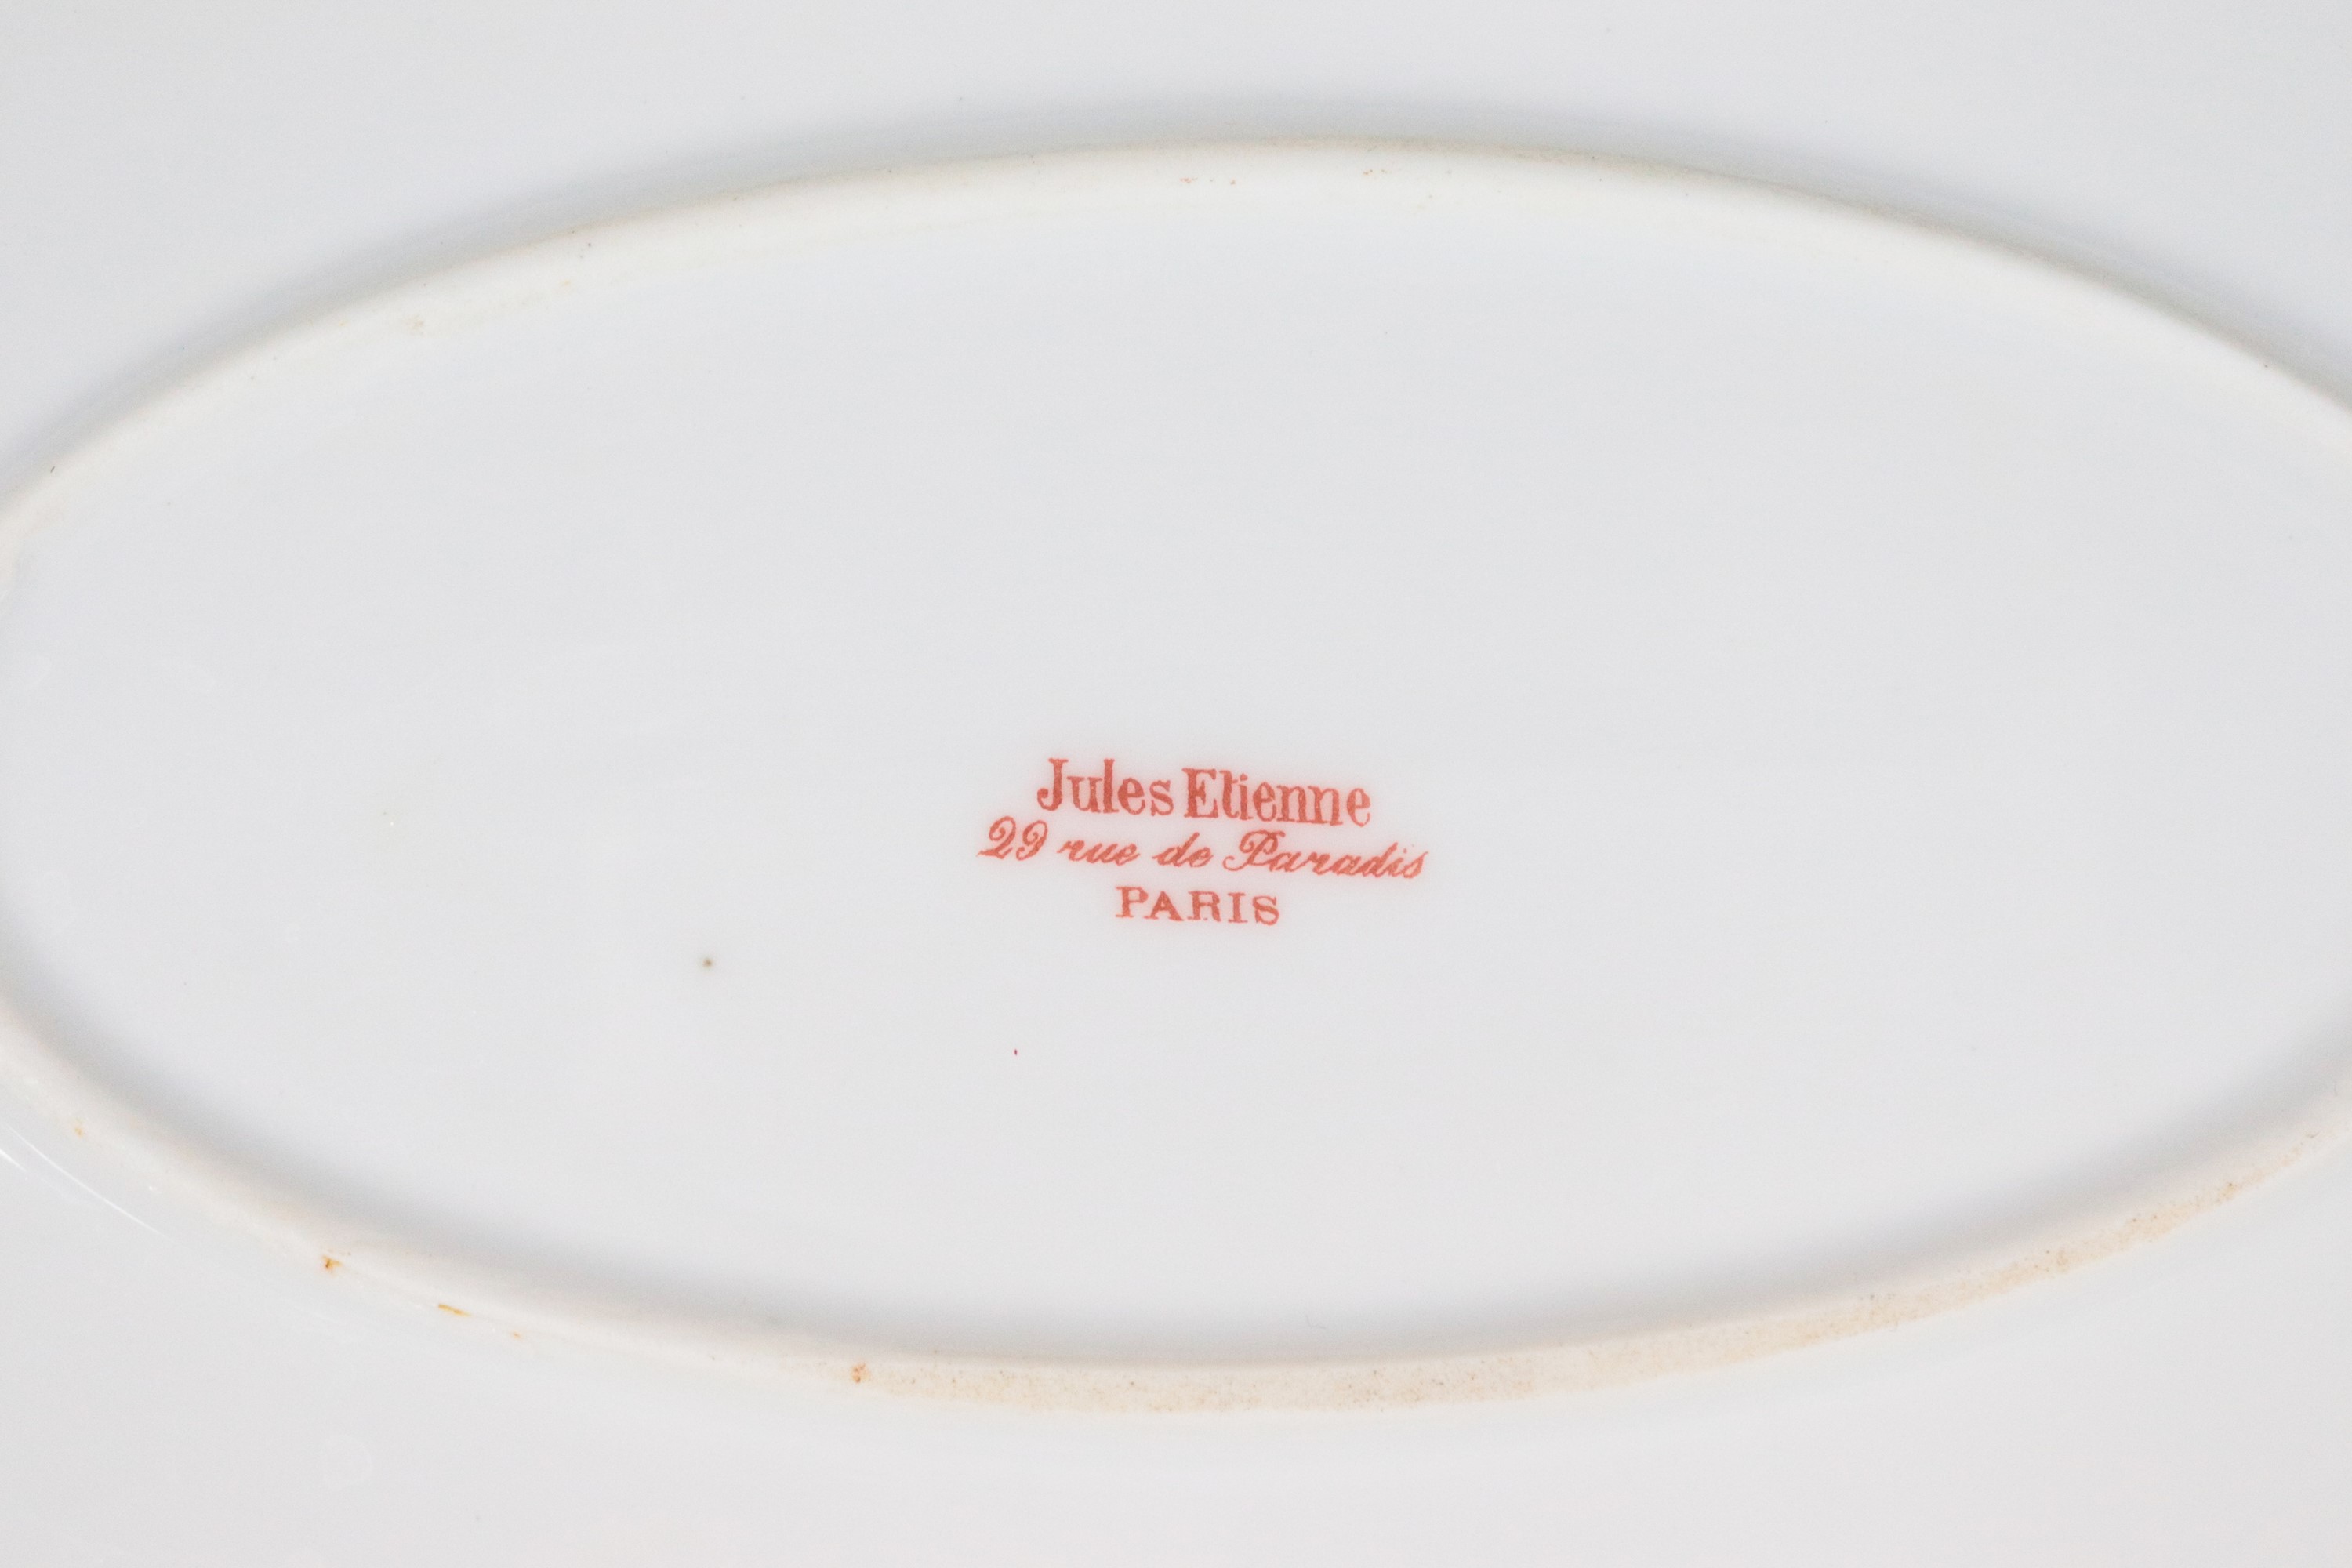 Jules Etienne
29 rue de Paradis
PARIS